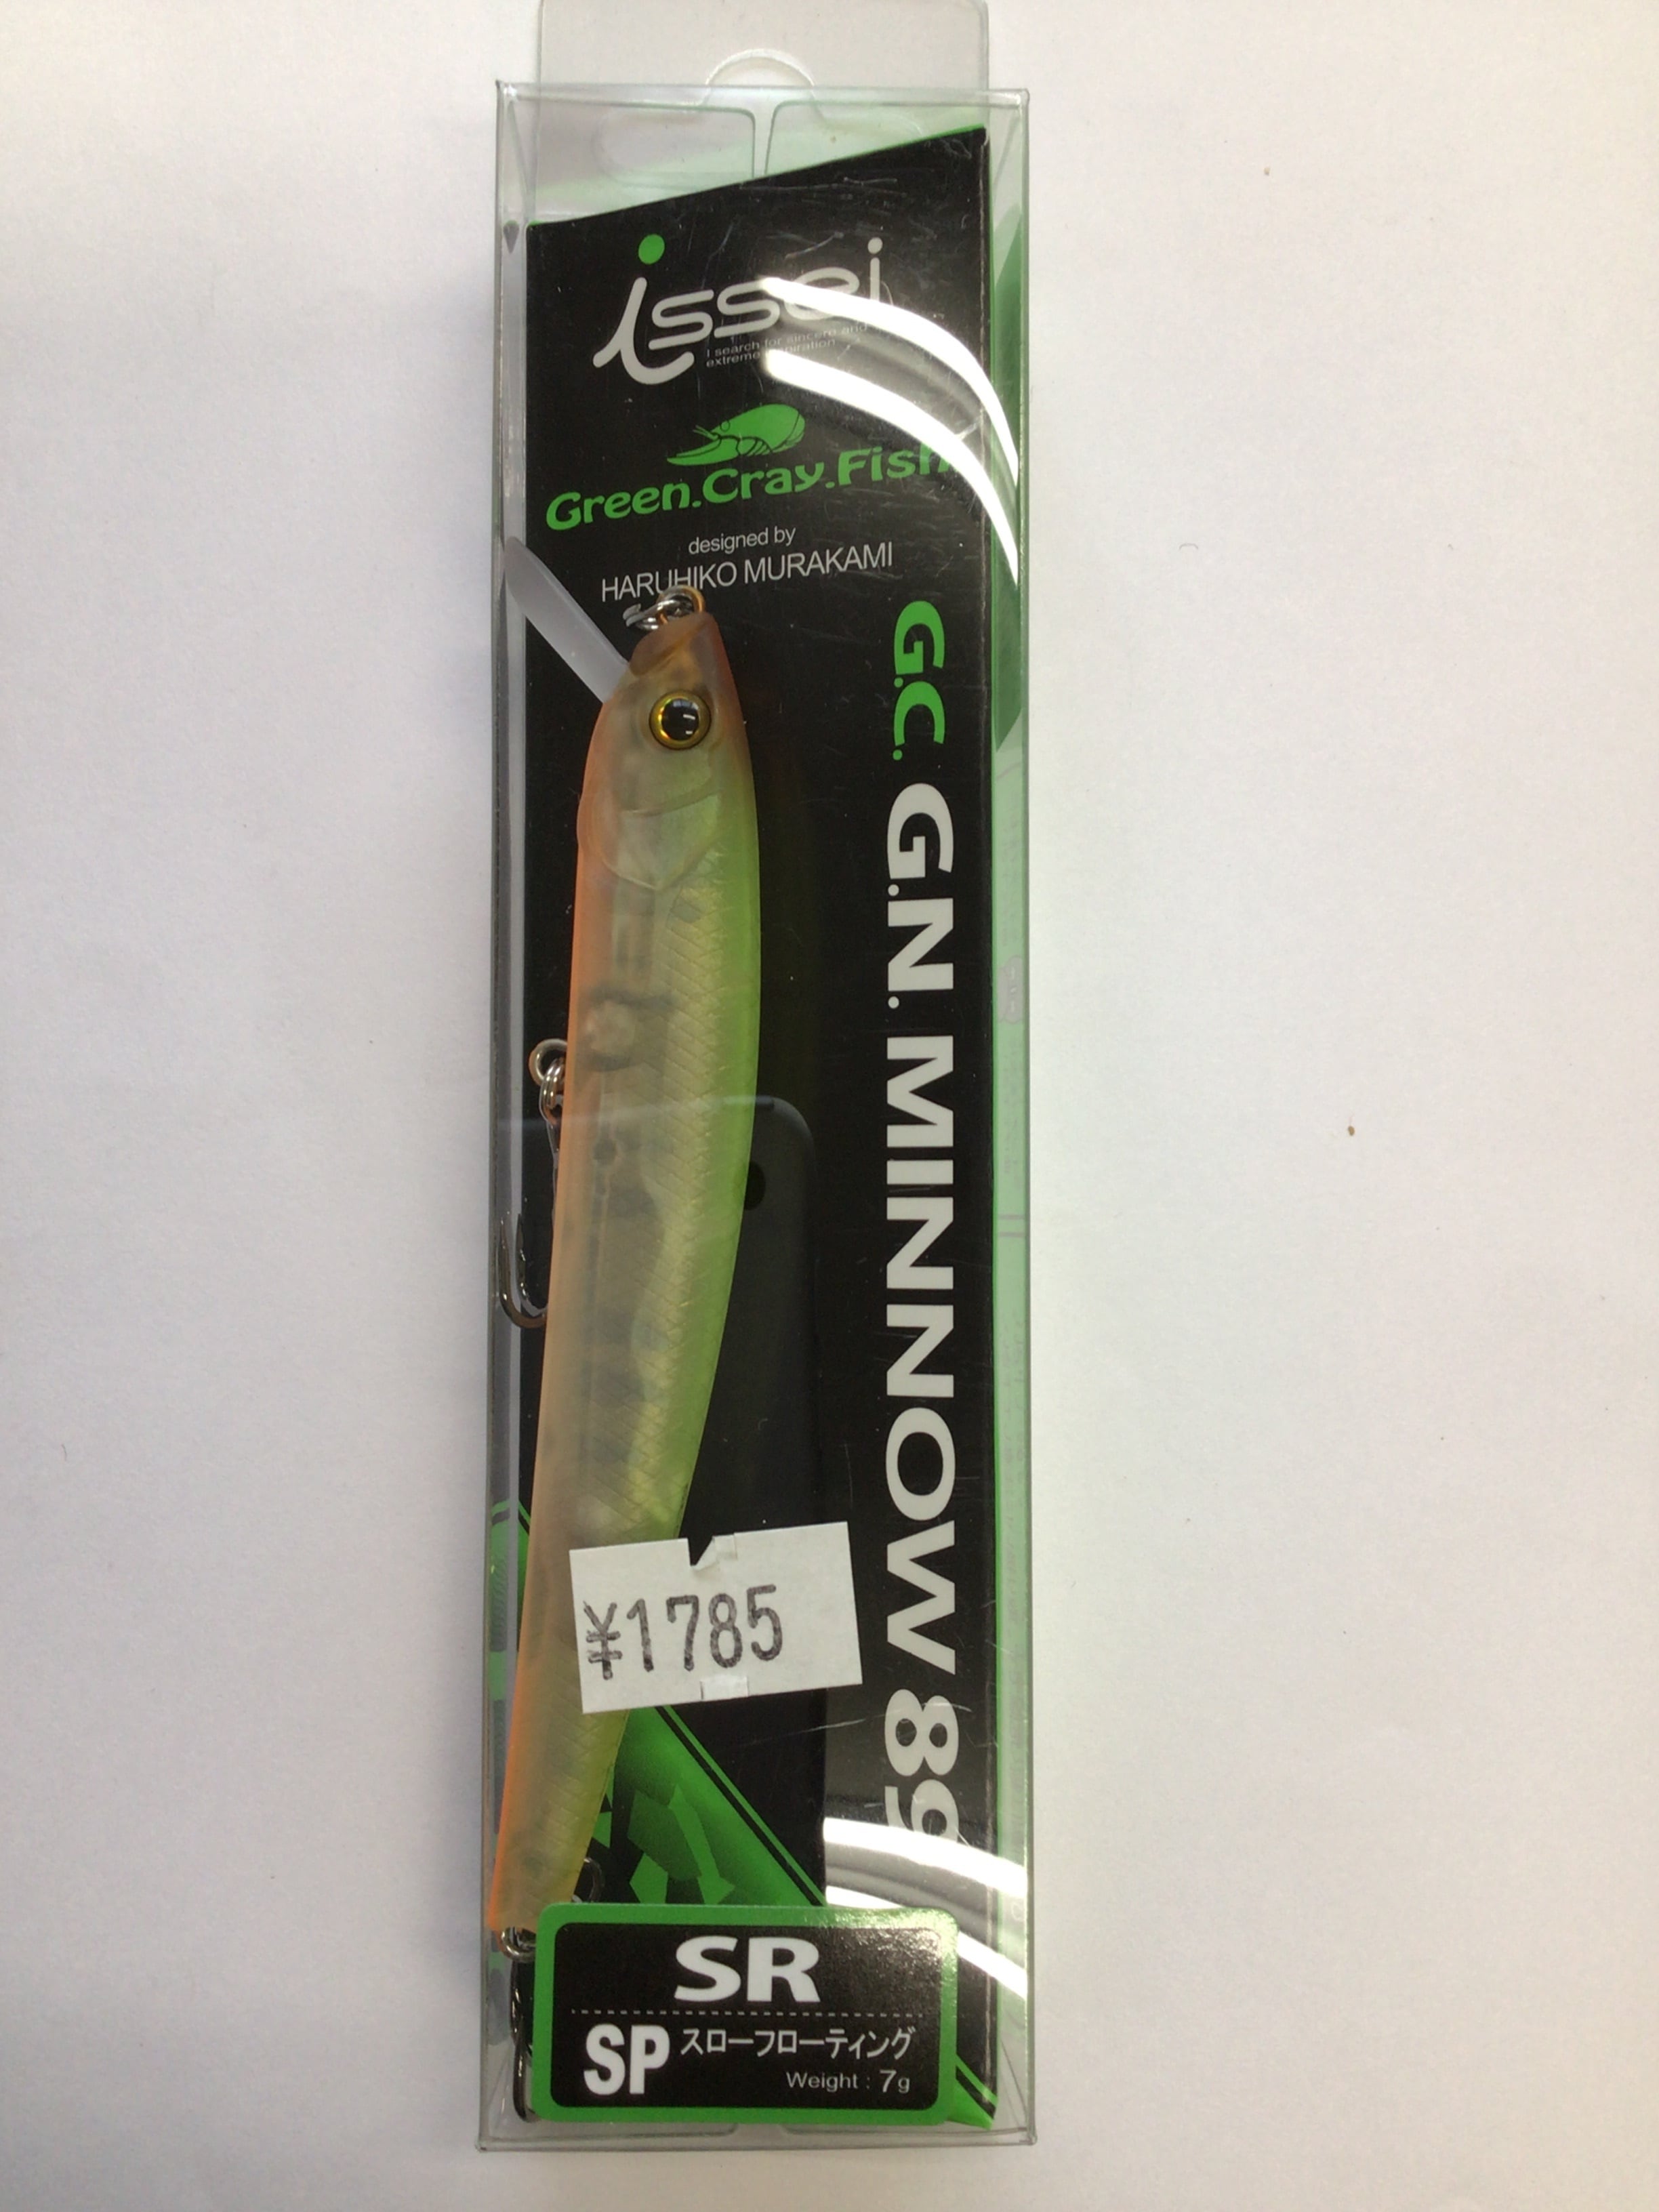 issei
I search for sincere and
extreme inspiration
Green.Cray.Fish
designed by
HARUHIKO MURAKAMI
G.C. G.N. MINNOW 89
¥1785
SR
SP スローフローティング
Weight : 7g